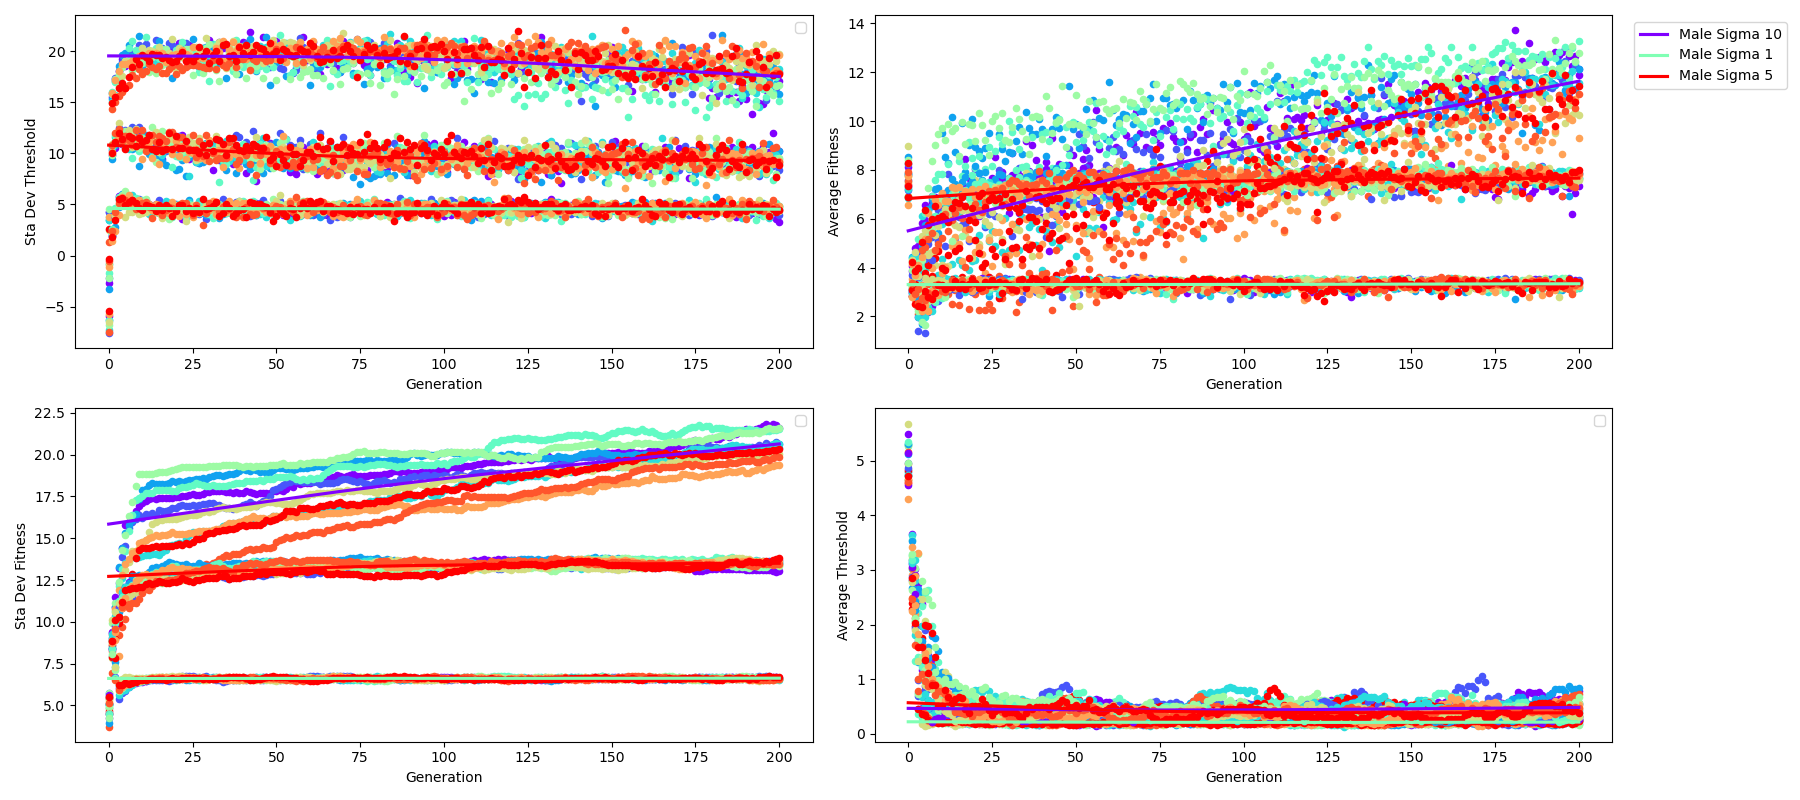 20
15
10
5
0
−5
0 25 50 75 100 125 150 175 200
Generation
Sta Dev Threshold
14
12
10
8
6
4
2
0 25 50 75 100 125 150 175 200
Generation
Average Fitness
Male Sigma 10
Male Sigma 1
Male Sigma 5
22.5
20.0
17.5
15.0
12.5
10.0
7.5
5.0
0 25 50 75 100 125 150 175 200
Generation
Sta Dev Fitness
5
4
3
2
1
0
0 25 50 75 100 125 150 175 200
Generation
Average Threshold